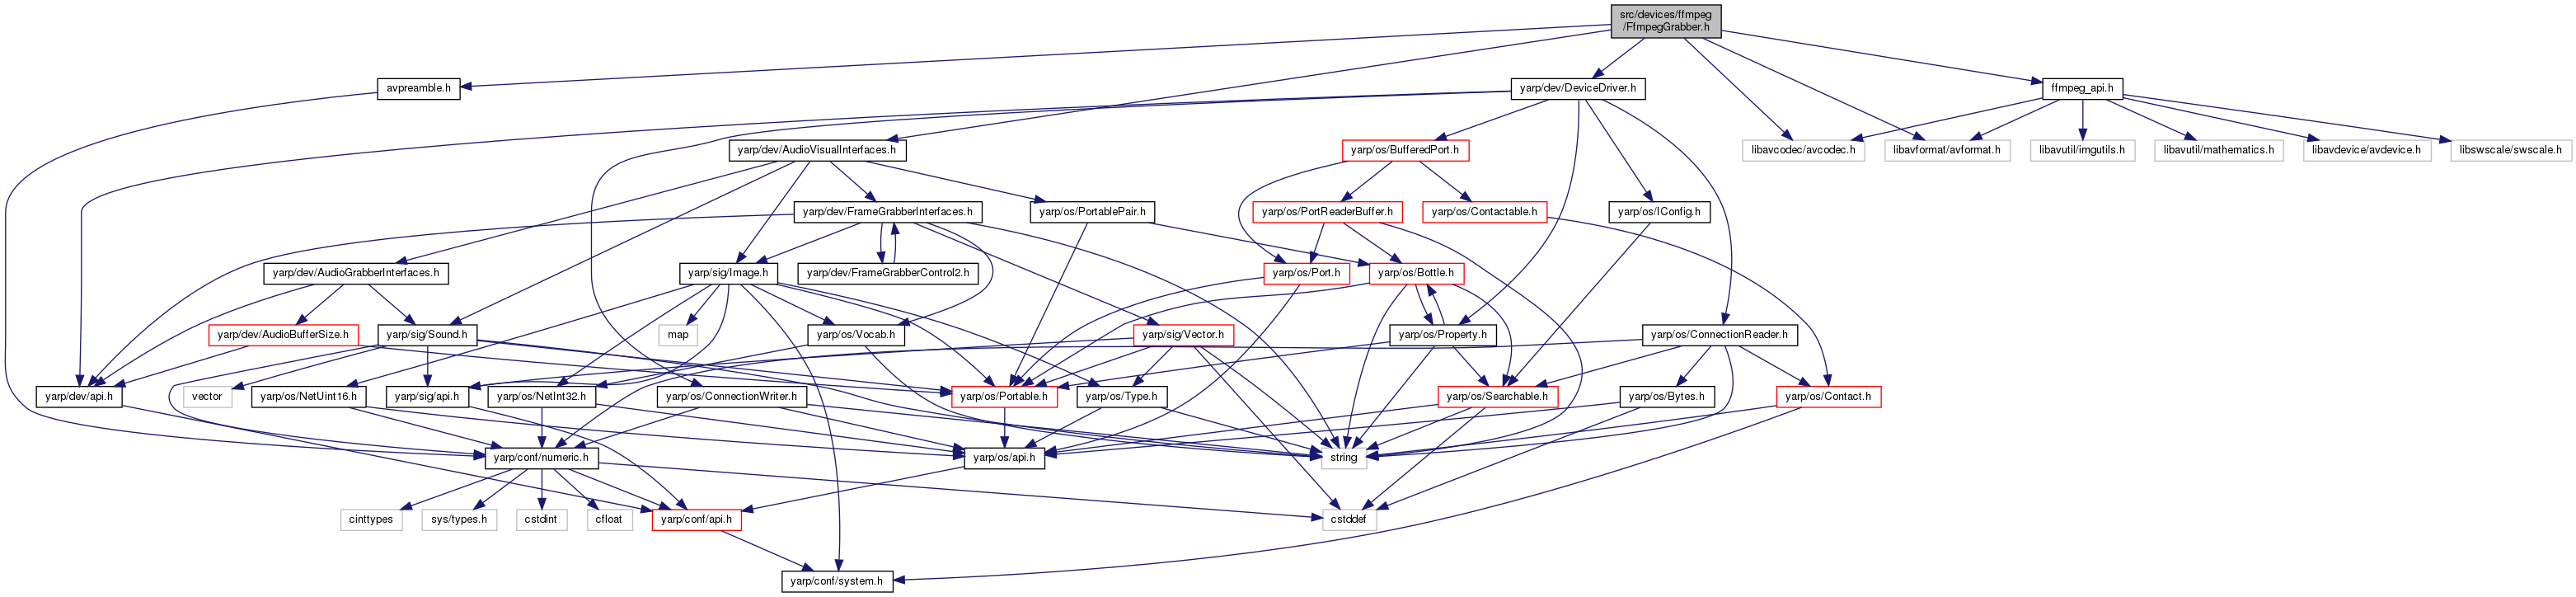 src/devices/ffmpeg
/FfmpegGrabber.h
avpreamble.h
yarp/dev/DeviceDriver.h
ffmpeg_api.h
yarp/dev/AudioVisualInterfaces.h
yarp/os/BufferedPort.h
libavcodec/avcodec.h
libavformat/avformat.h
libavutil/imgutils.h
libavutil/mathematics.h
libavdevice/avdevice.h
libswscale/swscale.h
yarp/dev/FrameGrabberInterfaces.h
yarp/os/PortablePair.h
yarp/os/PortReaderBuffer.h
yarp/os/Contactable.h
yarp/os/IConfig.h
yarp/dev/AudioGrabberInterfaces.h
yarp/sig/Image.h
yarp/dev/FrameGrabberControl2.h
yarp/os/Port.h
yarp/os/Bottle.h
yarp/dev/AudioBufferSize.h
yarp/sig/Sound.h
map
yarp/os/Vocab.h
yarp/sig/Vector.h
yarp/os/Property.h
yarp/os/ConnectionReader.h
yarp/dev/api.h
vector
yarp/os/NetUint16.h
yarp/sig/api.h
yarp/os/NetInt32.h
yarp/os/ConnectionWriter.h
yarp/os/Portable.h
yarp/os/Type.h
yarp/os/Searchable.h
yarp/os/Bytes.h
yarp/os/Contact.h
yarp/conf/numeric.h
yarp/os/api.h
string
cinttypes
sys/types.h
cstdint
cfloat
yarp/conf/api.h
cstddef
yarp/conf/system.h